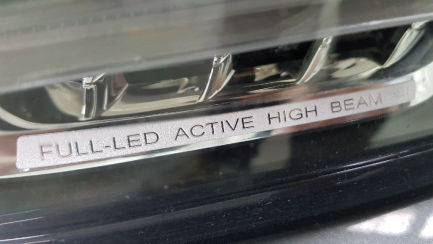 FULL-LED ACTIVE HIGH BEAM